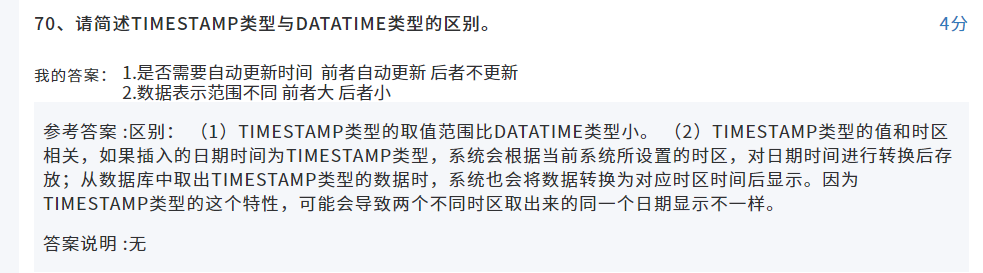 70、请简述TIMESTAMP类型与DATATIME类型的区别。 4分
我的答案： 1.是否需要自动更新时间 前者自动更新 后者不更新
2.数据表示范围不同 前者大 后者小
参考答案 :区别： （1）TIMESTAMP类型的取值范围比DATATIME类型小。 （2）TIMESTAMP类型的值和时区
相关，如果插入的日期时间为TIMESTAMP类型，系统会根据当前系统所设置的时区，对日期时间进行转换后存
放；从数据库中取出TIMESTAMP类型的数据时，系统也会将数据转换为对应时区时间后显示。因为
TIMESTAMP类型的这个特性，可能会导致两个不同时区取出来的同一个日期显示不一样。
答案说明 :无